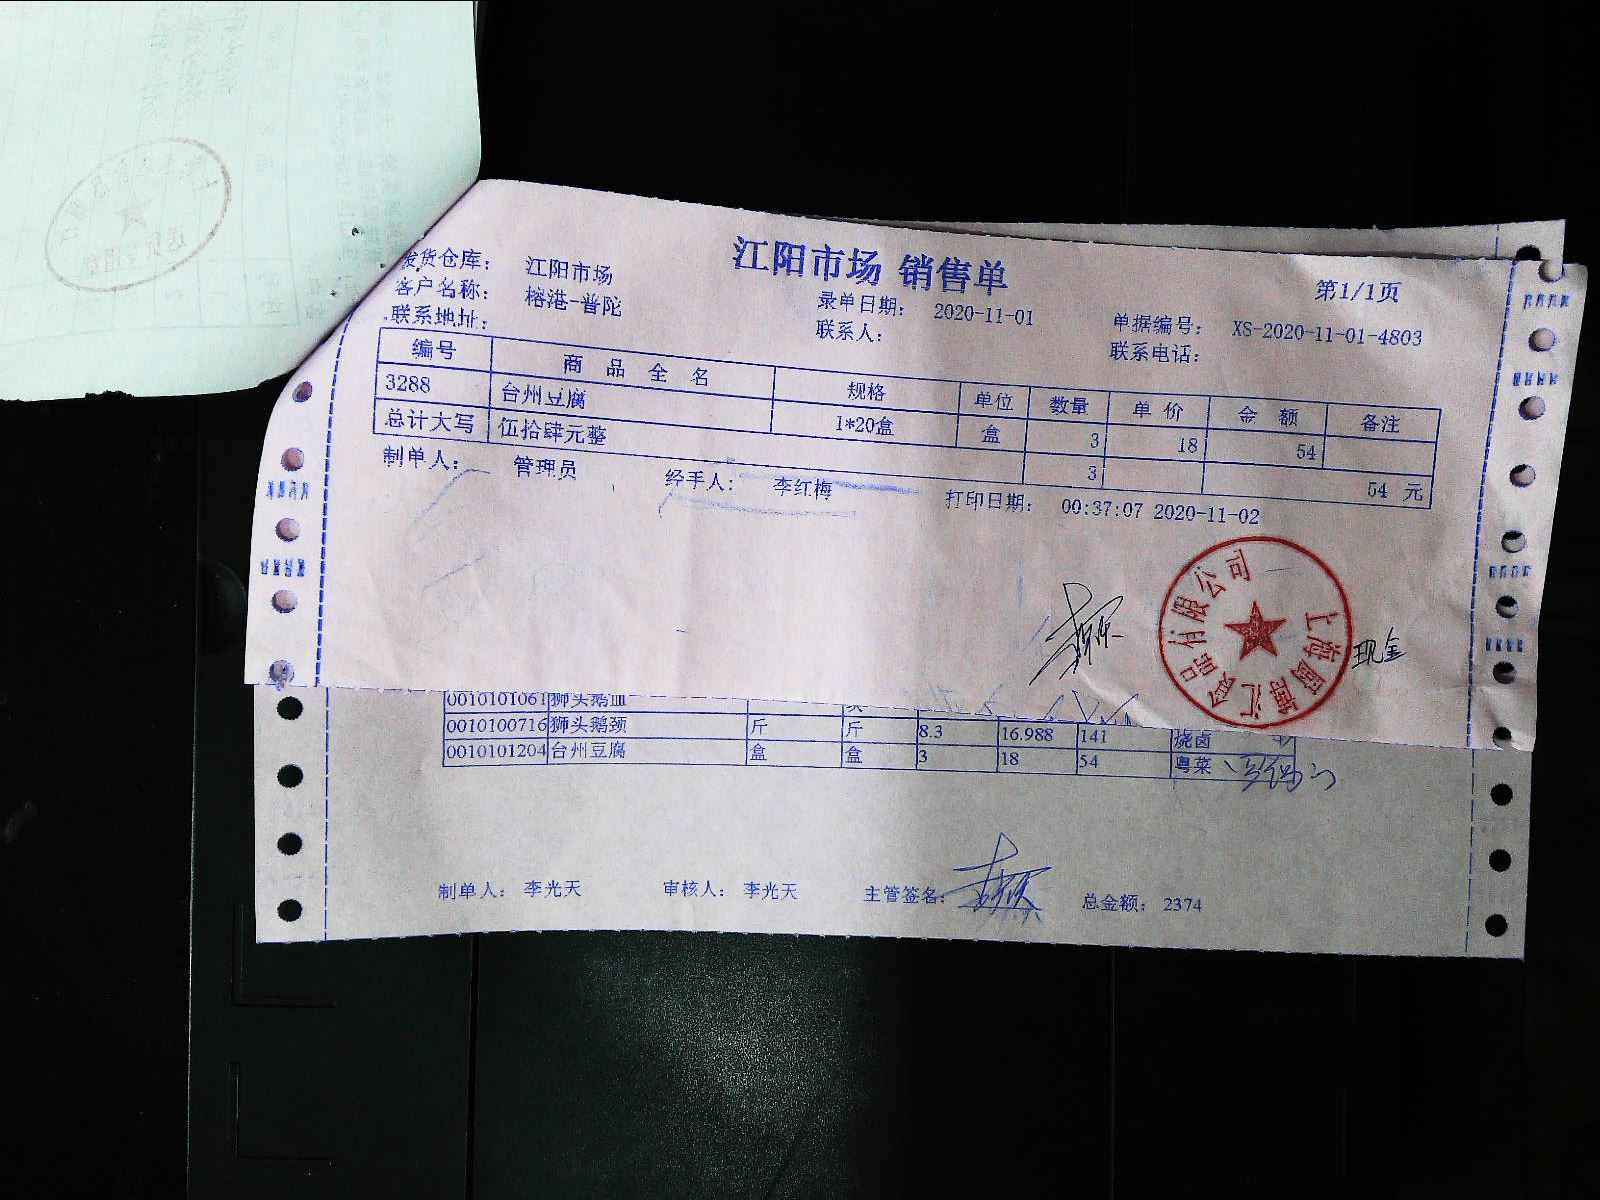 江阳市场 销售单
第1/1页
发货仓库： 江阳市场
客户名称： 榕港-普陀 录单日期： 2020-11-01 单据编号： XS-2020-11-01-4803
联系地址： 联系人： 联系电话：
编号 商品全名 规格 单位 数量 单价 金额 备注
3288 台州豆腐 1*20盒 盒 3 18 54
总计大写 伍拾肆元整 3 54 元
制单人： 管理员 经手人： 李红梅 打印日期： 00:37:07 2020-11-02
现金
0010101061 狮头鹅血
0010100716 狮头鹅颈 斤 斤 8.3 16.988 141 烧卤
0010101204 台州豆腐 盒 盒 3 18 54 粤菜
制单人： 李光天 审核人： 李光天 主管签名： 总金额： 2374